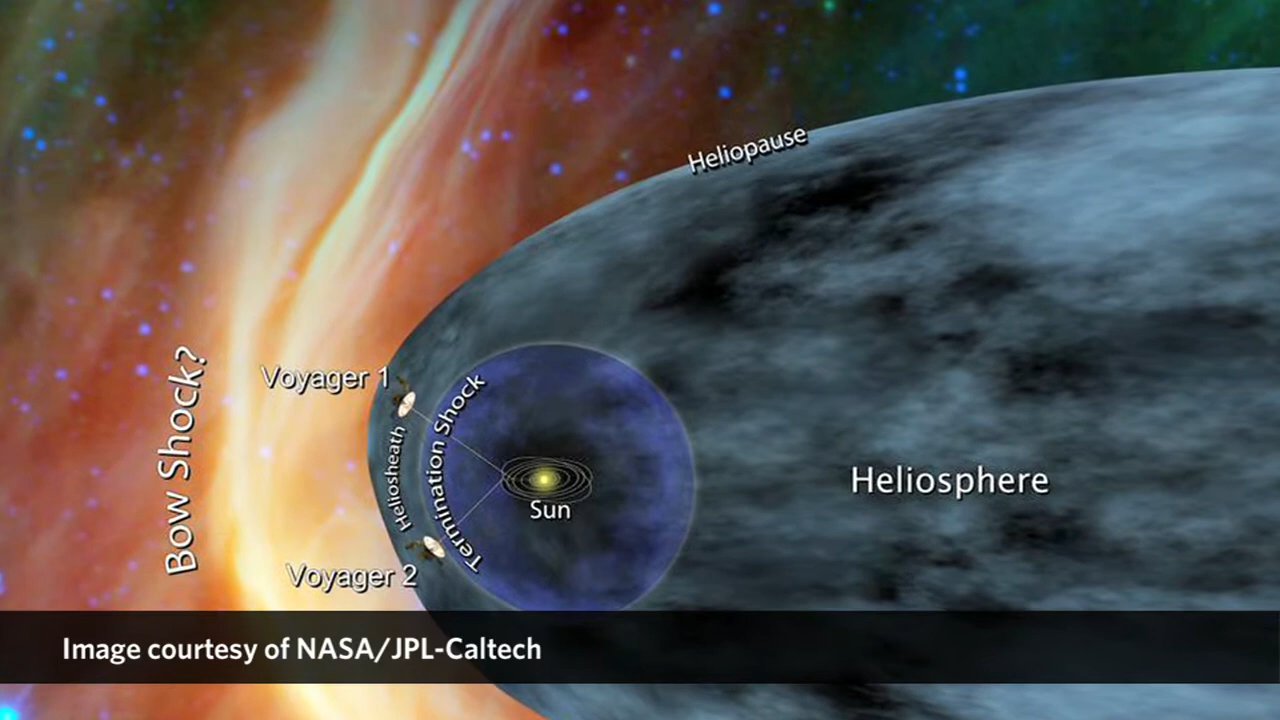 Heliopause
Bow Shock?
Voyager 1
Heliosheath
Termination Shock
Sun
Heliosphere
Voyager 2
Image courtesy of NASA/JPL-Caltech